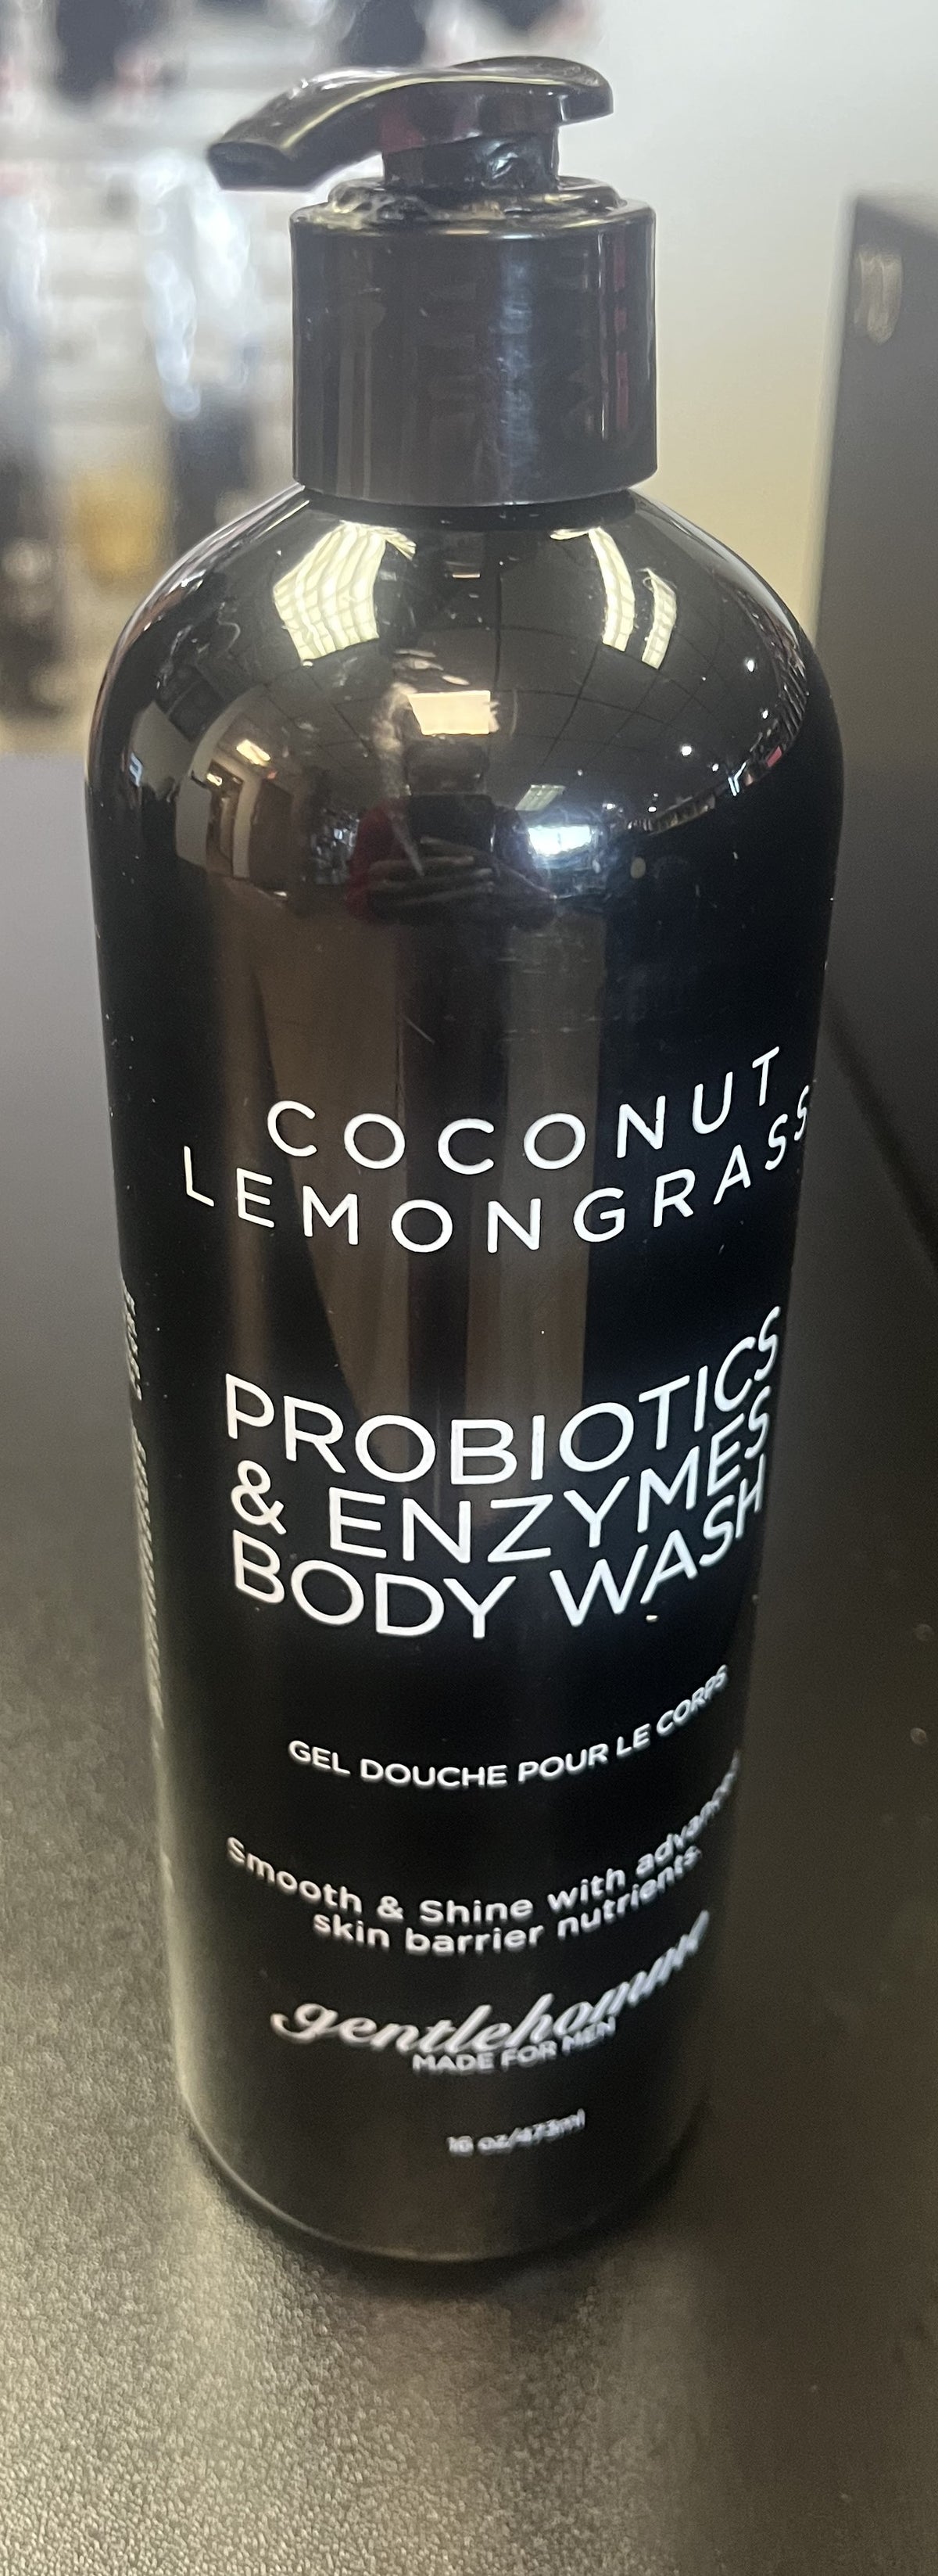 COCONUT
LEMONGRASS
PROBIOTICS
& ENZYMES
BODY WASH
GEL DOUCHE POUR LE CORPS
Smooth & Shine with advanced
skin barrier nutrients.
gentlehomme
MADE FOR MEN
16 oz/473ml